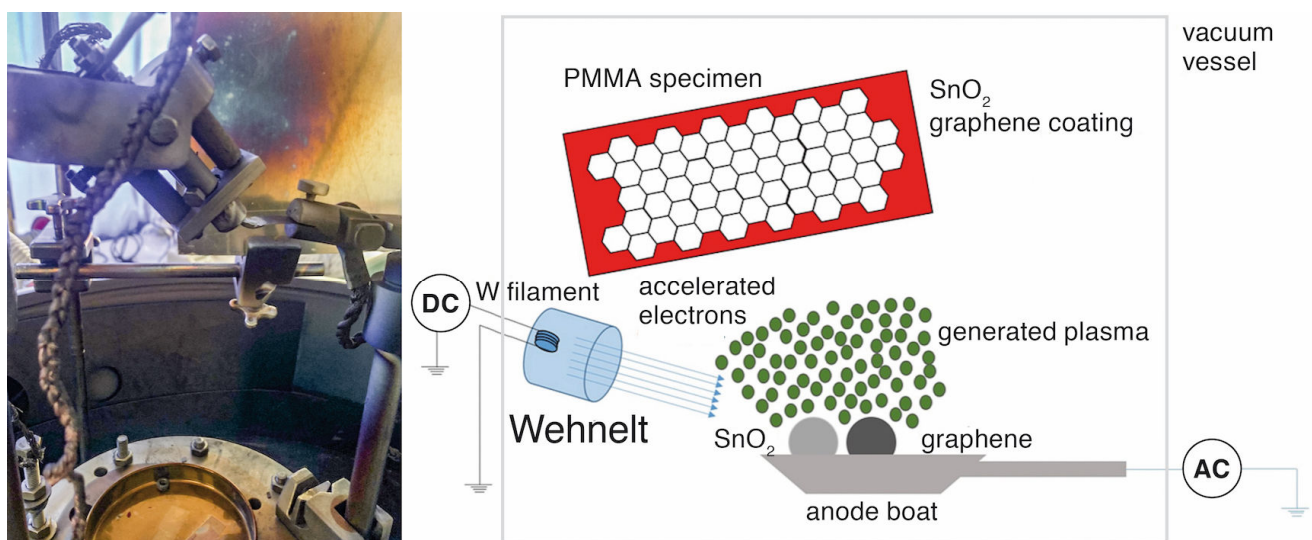 vacuum
vessel
PMMA specimen
SnO₂
graphene coating
DC
W filament
accelerated
electrons
generated plasma
Wehnelt
SnO₂
graphene
AC
anode boat